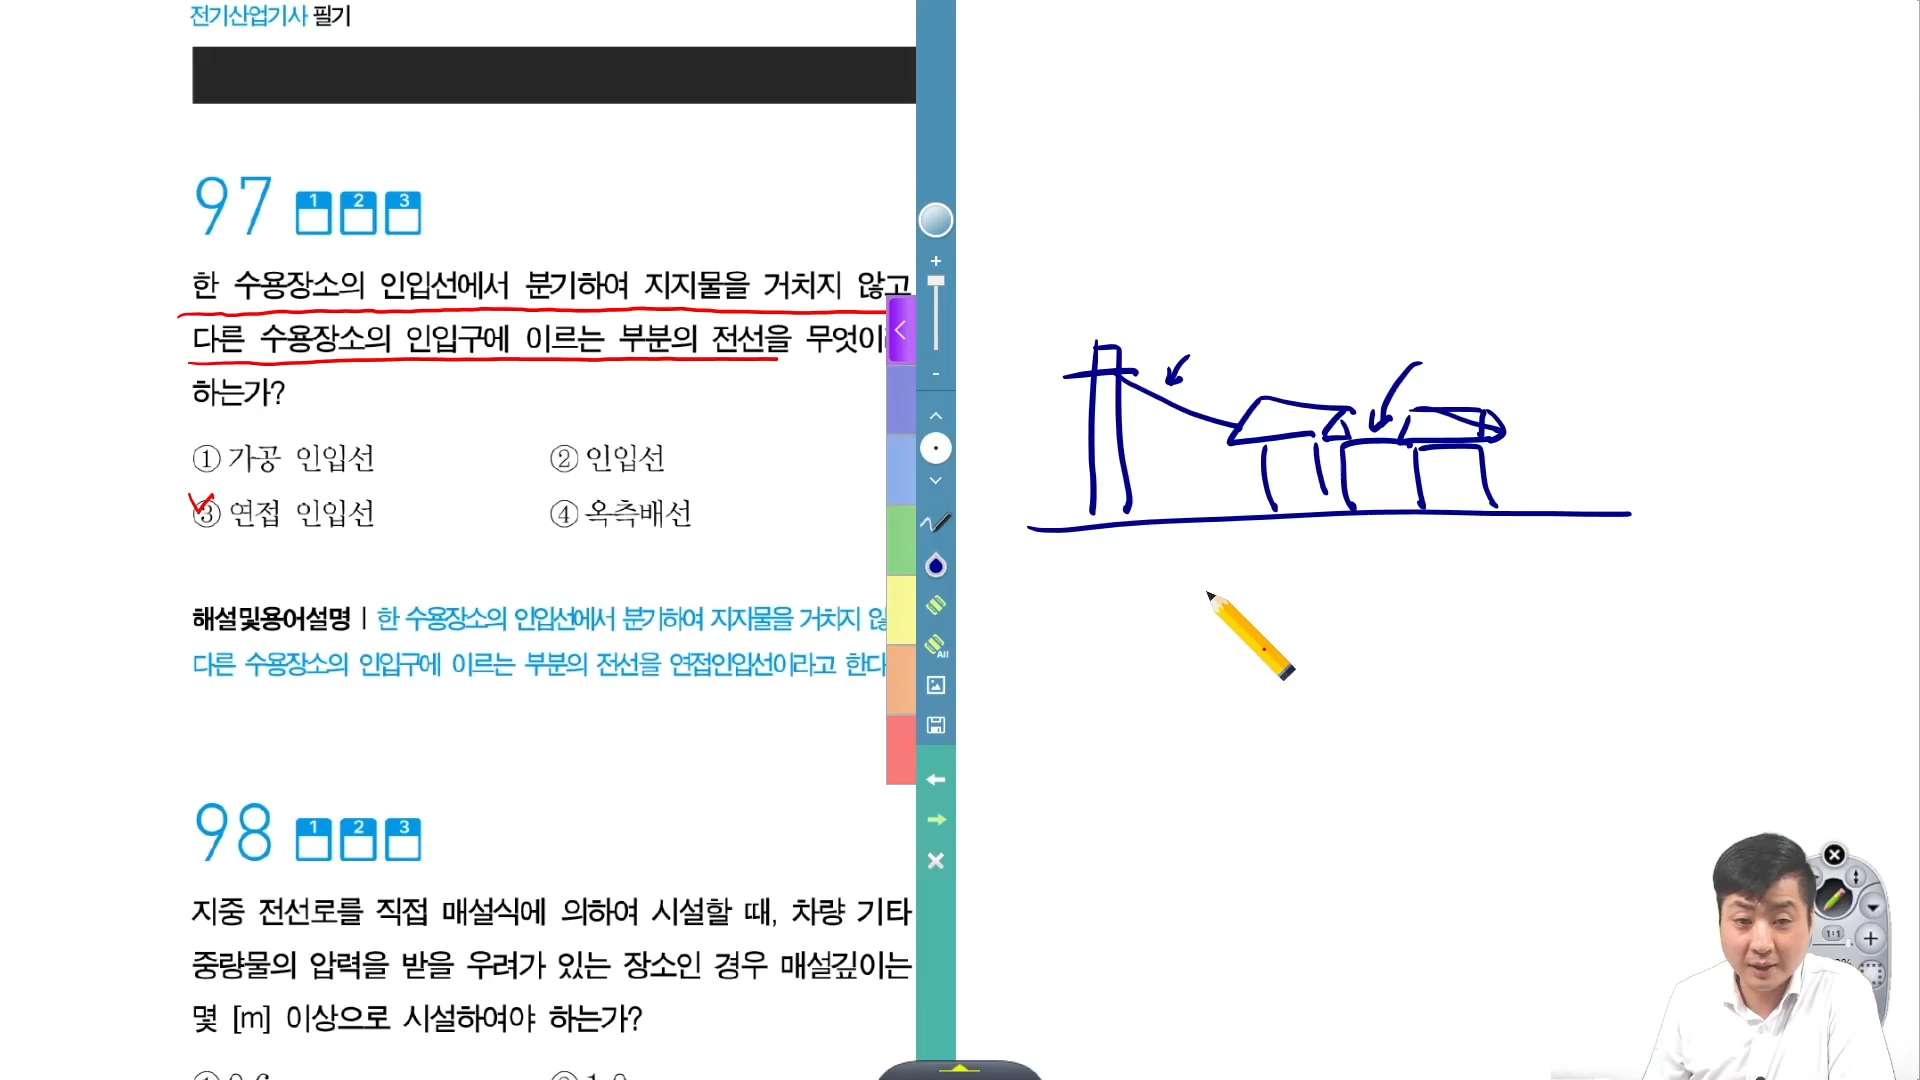 전기산업기사 필기
97 1 2 3
한 수용장소의 인입선에서 분기하여 지지물을 거치지 않고
다른 수용장소의 인입구에 이르는 부분의 전선을 무엇이
하는가?
① 가공 인입선 ② 인입선
③ 연접 인입선 ④ 옥측배선
해설및용어설명 | 한 수용장소의 인입선에서 분기하여 지지물을 거치지
다른 수용장소의 인입구에 이르는 부분의 전선을 연접인입선이라고 한다
98 1 2 3
지중 전선로를 직접 매설식에 의하여 시설할 때, 차량 기타
중량물의 압력을 받을 우려가 있는 장소인 경우 매설깊이는
몇 [m] 이상으로 시설하여야 하는가?
All
1:1